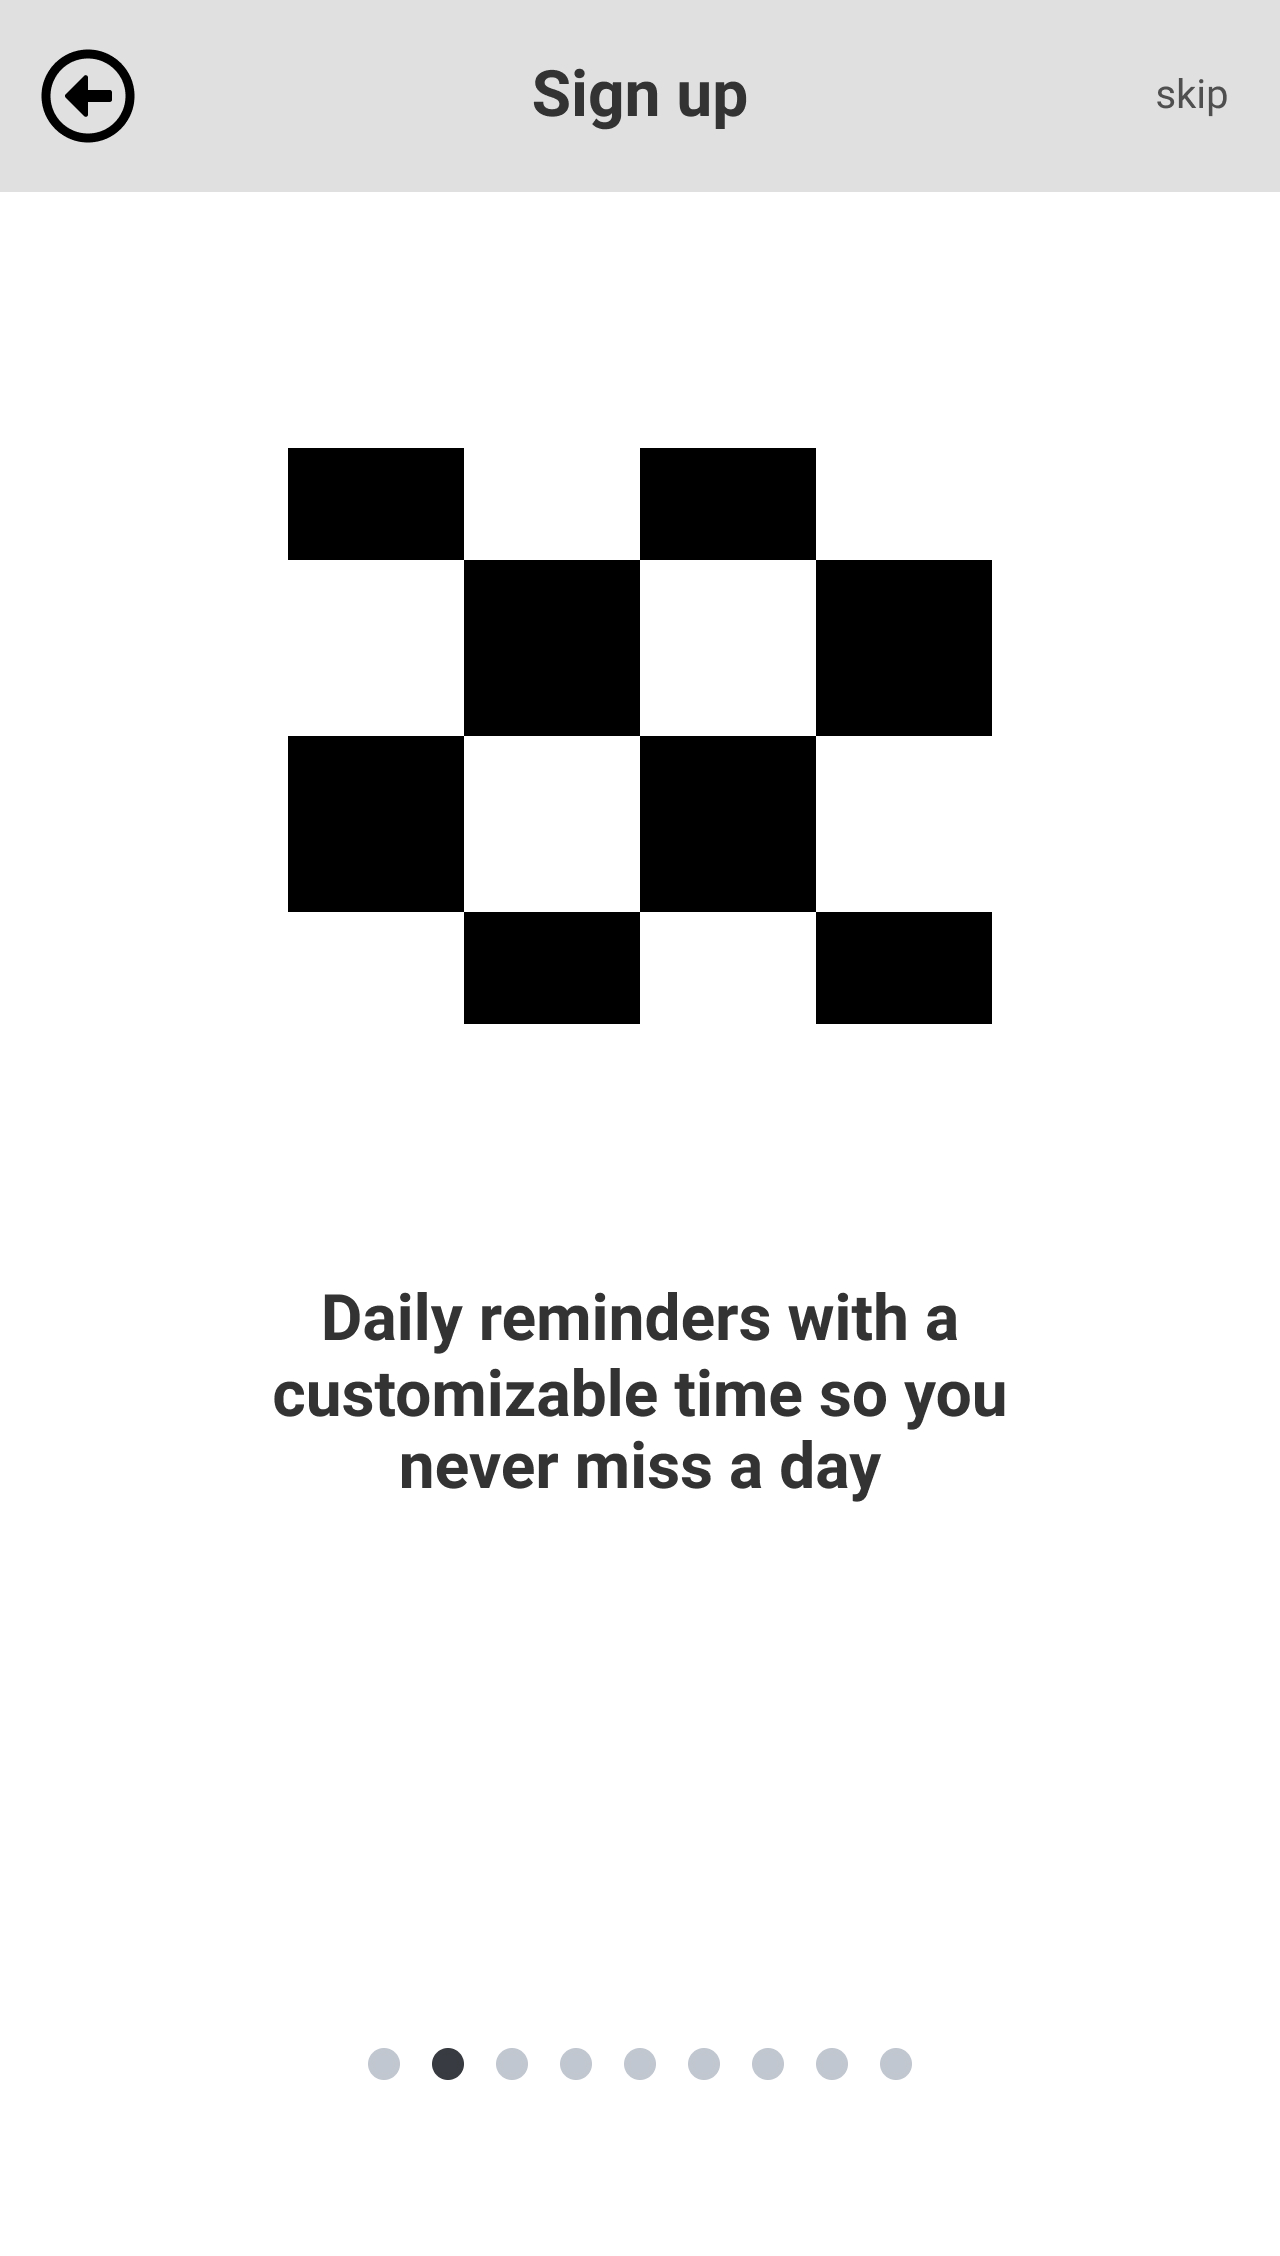 Sign up
skip
Daily reminders with a
customizable time so you
never miss a day